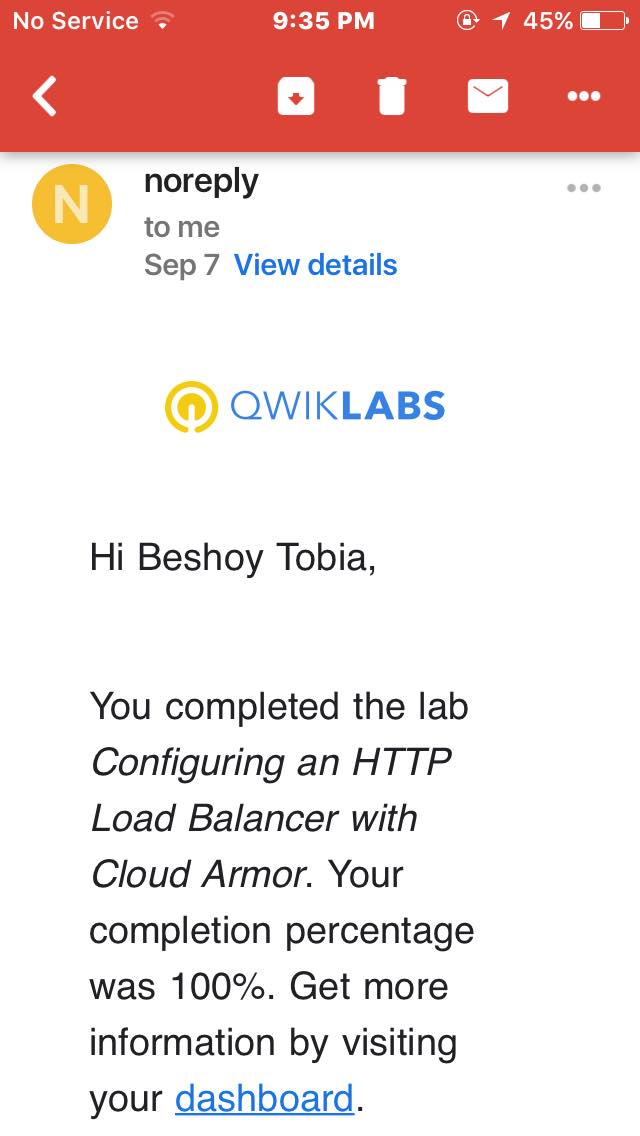 No Service 9:35 PM 45%
N
noreply
to me
Sep 7 View details
QWIKLABS
Hi Beshoy Tobia,
You completed the lab
Configuring an HTTP
Load Balancer with
Cloud Armor. Your
completion percentage
was 100%. Get more
information by visiting
your dashboard.